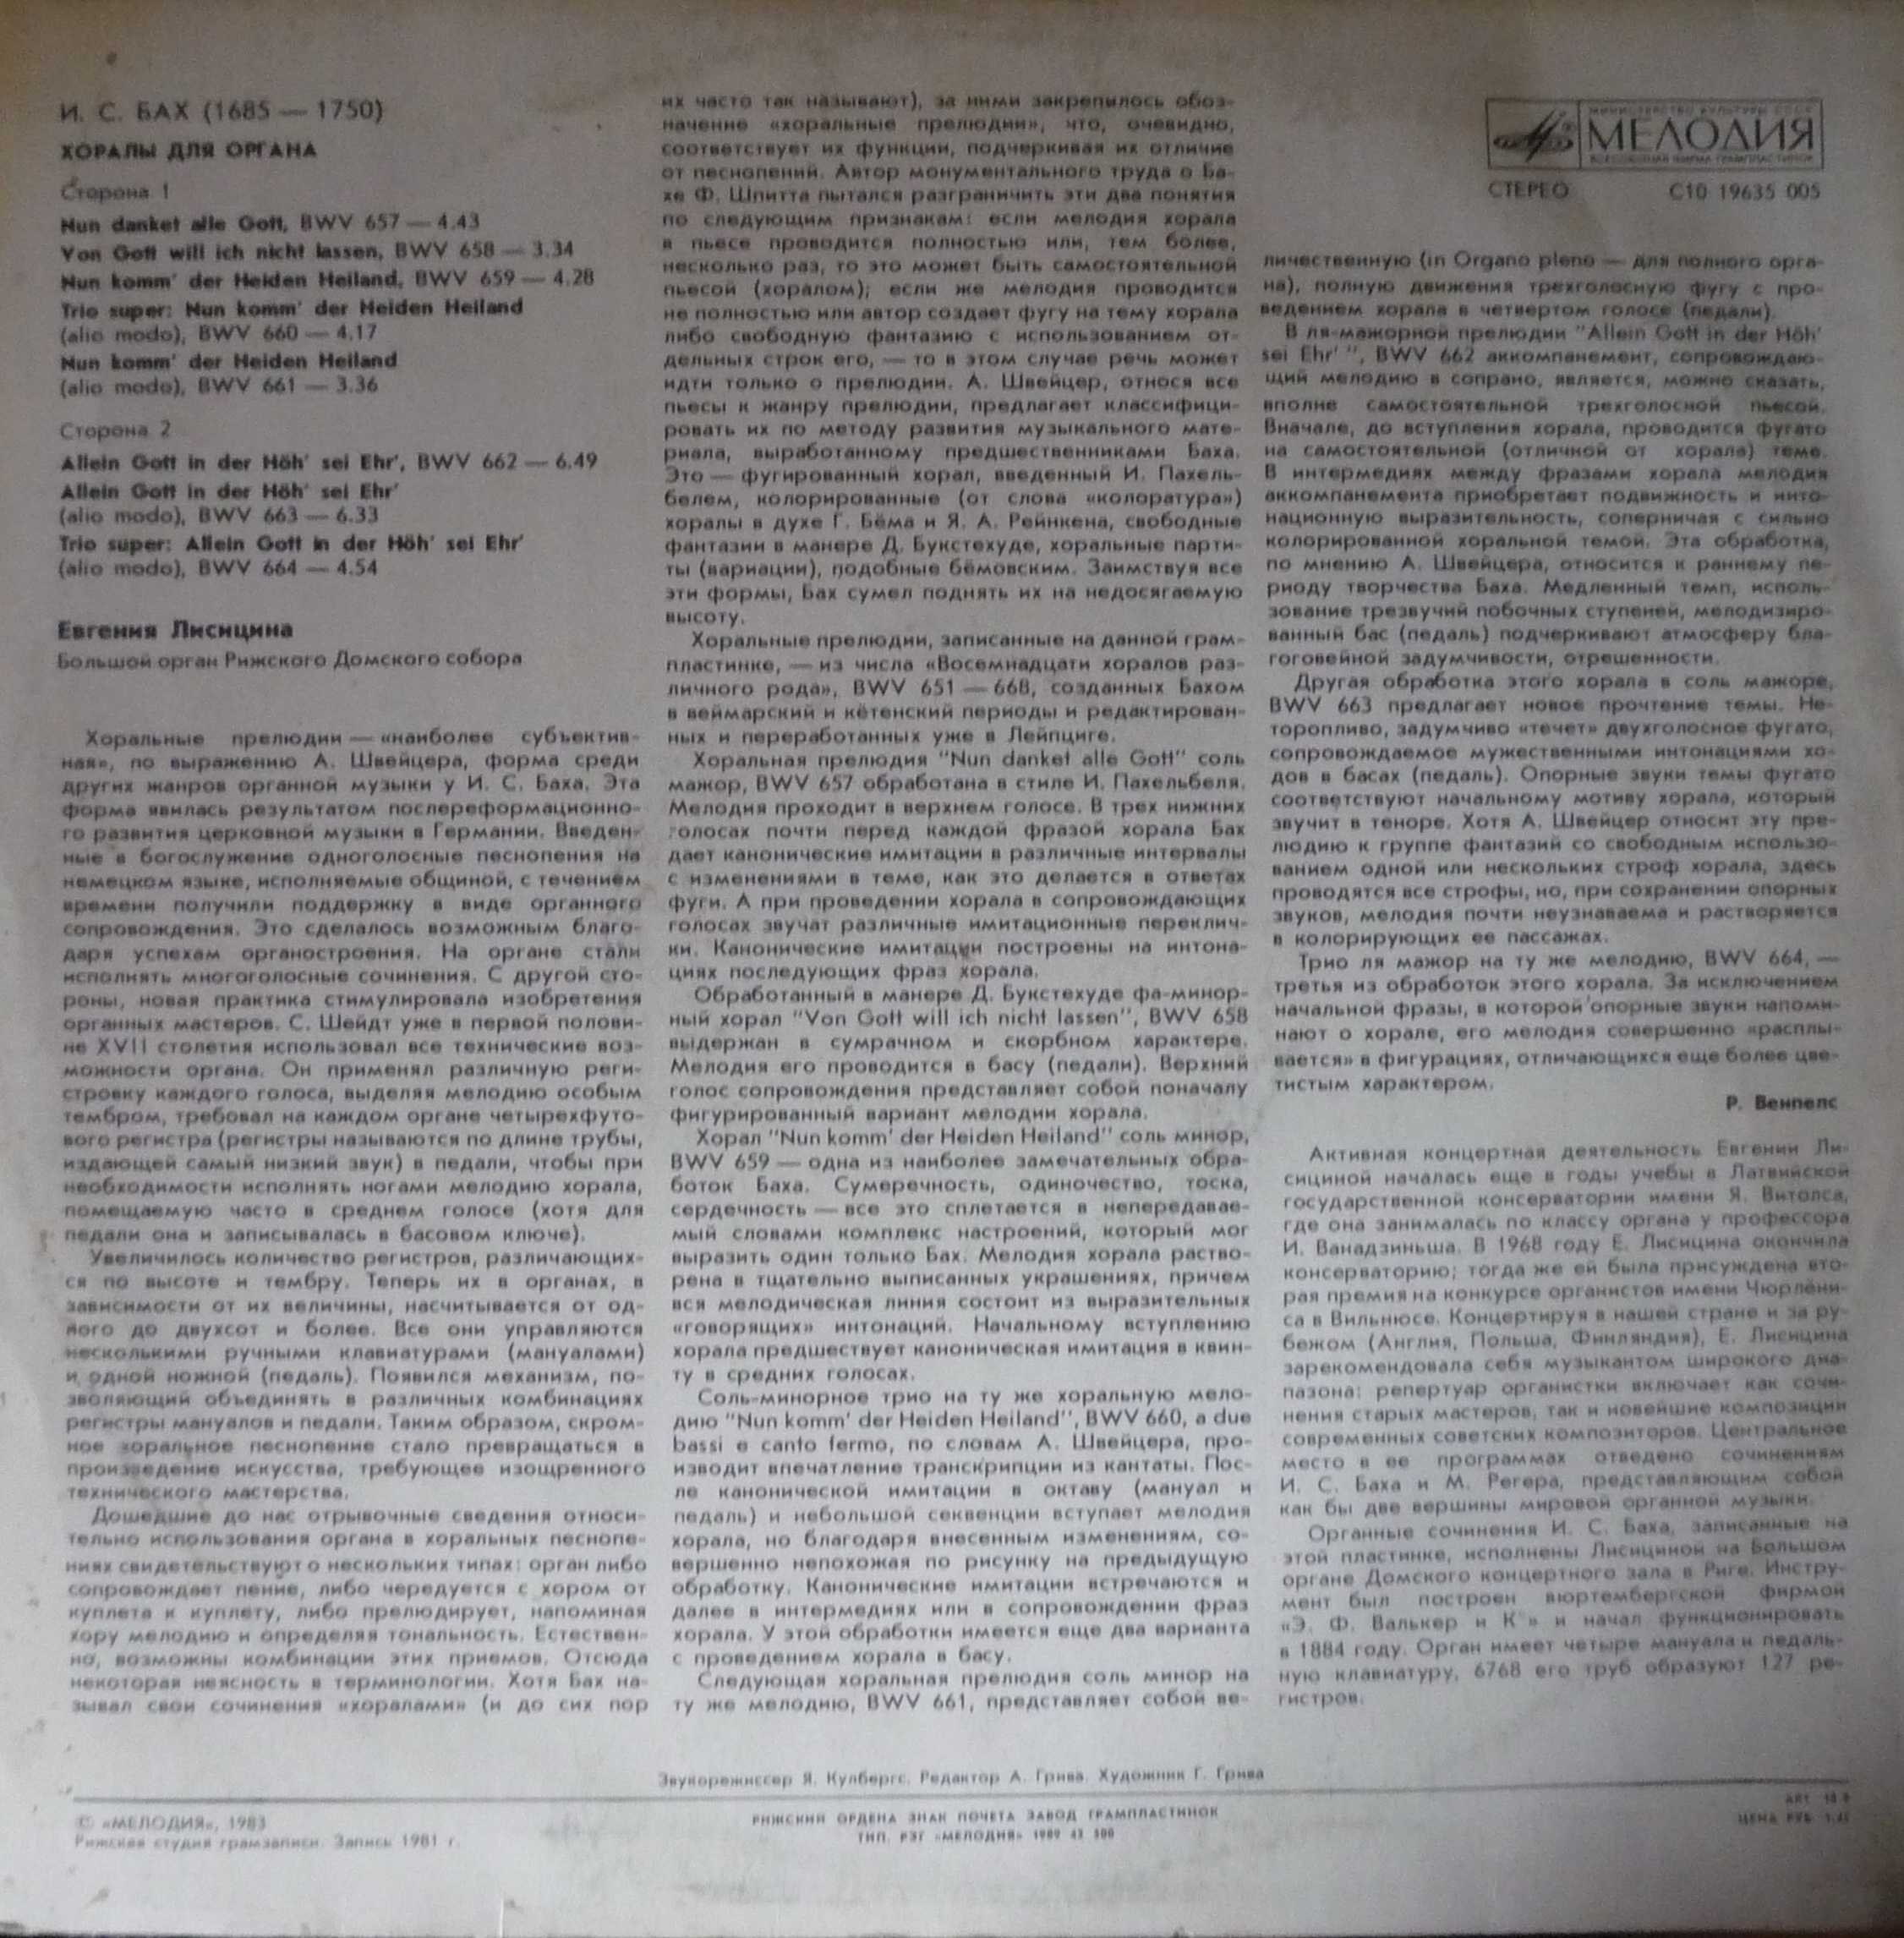 И. С. БАХ (1685 — 1750)
ХОРАЛЫ ДЛЯ ОРГАНА
Сторона 1
Nun danket alle Gott, BWV 657 — 4.43
Von Gott will ich nicht lassen, BWV 658 — 3.34
Nun komm' der Heiden Heiland, BWV 659 — 4.28
Trio super: Nun komm' der Heiden Heiland
(alio modo), BWV 660 — 4.17
Nun komm' der Heiden Heiland
(alio modo), BWV 661 — 3.36
Сторона 2
Allein Gott in der Höh' sei Ehr', BWV 662 — 6.49
Allein Gott in der Höh' sei Ehr'
(alio modo), BWV 663 — 6.33
Trio super: Allein Gott in der Höh' sei Ehr'
(alio modo), BWV 664 — 4.54
Евгения Лисицина
Большой орган Рижского Домского собора
Хоральные прелюдии — «наиболее субъектив-
ная», по выражению А. Швейцера, форма среди
других жанров органной музыки у И. С. Баха. Эта
форма явилась результатом послереформационно-
го развития церковной музыки в Германии. Введен-
ные в богослужение одноголосные песнопения на
немецком языке, исполняемые общиной, с течением
времени получили поддержку в виде органного
сопровождения. Это сделалось возможным благо-
даря успехам органостроения. На органе стали
исполнять многоголосные сочинения. С другой сто-
роны, новая практика стимулировала изобретения
органных мастеров. С. Шейдт уже в первой полови-
не XVII столетия использовал все технические воз-
можности органа. Он применял различную реги-
стровку каждого голоса, выделяя мелодию особым
тембром, требовал на каждом органе четырехфуто-
вого регистра (регистры называются по длине трубы,
издающей самый низкий звук) в педали, чтобы при
необходимости исполнять ногами мелодию хорала,
помещаемую часто в среднем голосе (хотя для
педали она и записывалась в басовом ключе).
Увеличилось количество регистров, различающих-
ся по высоте и тембру. Теперь их в органах, в
зависимости от их величины, насчитывается от од-
ного до двухсот и более. Все они управляются
несколькими ручными клавиатурами (мануалами)
и одной ножной (педаль). Появился механизм, по-
зволяющий объединять в различных комбинациях
регистры мануалов и педали. Таким образом, скром-
ное хоральное песнопение стало превращаться в
произведение искусства, требующее изощренного
технического мастерства.
Дошедшие до нас отрывочные сведения относи-
тельно использования органа в хоральных песнопе-
ниях свидетельствуют о нескольких типах: орган либо
сопровождает пение, либо чередуется с хором от
куплета к куплету, либо прелюдирует, напоминая
хору мелодию и определяя тональность. Естествен-
но, возможны комбинации этих приемов. Отсюда
некоторая неясность в терминологии. Хотя Бах на-
зывал свои сочинения «хоралами» (и до сих пор
их часто так называют), за ними закрепилось обоз-
начение «хоральные прелюдии», что, очевидно,
соответствует их функции, подчеркивая их отличие
от песнопений. Автор монументального труда о Ба-
хе Ф. Шпитта пытался разграничить эти два понятия
по следующим признакам: если мелодия хорала
в пьесе проводится полностью или, тем более,
несколько раз, то это может быть самостоятельной
пьесой (хоралом); если же мелодия проводится
не полностью или автор создает фугу на тему хорала
либо свободную фантазию с использованием от-
дельных строк его, — то в этом случае речь может
идти только о прелюдии. А. Швейцер, относя все
пьесы к жанру прелюдии, предлагает классифици-
ровать их по методу развития музыкального мате-
риала, выработанному предшественниками Баха.
Это — фугированный хорал, введенный И. Пахель-
белем, колорированные (от слова «колоратура»)
хоралы в духе Г. Бёма и Я. А. Рейнкена, свободные
фантазии в манере Д. Букстехуде, хоральные парти-
ты (вариации), подобные бёмовским. Заимствуя все
эти формы, Бах сумел поднять их на недосягаемую
высоту.
Хоральные прелюдии, записанные на данной грам-
пластинке, — из числа «Восемнадцати хоралов раз-
личного рода», BWV 651 — 668, созданных Бахом
в веймарский и кётенский периоды и редактирован-
ных и переработанных уже в Лейпциге.
Хоральная прелюдия "Nun danket alle Gott" соль
мажор, BWV 657 обработана в стиле И. Пахельбеля.
Мелодия проходит в верхнем голосе. В трех нижних
голосах почти перед каждой фразой хорала Бах
дает канонические имитации в различные интервалы
с изменениями в теме, как это делается в ответах
фуги. А при проведении хорала в сопровождающих
голосах звучат различные имитационные переклич-
ки. Канонические имитации построены на интона-
циях последующих фраз хорала.
Обработанный в манере Д. Букстехуде фа-минор-
ный хорал "Von Gott will ich nicht lassen", BWV 658
выдержан в сумрачном и скорбном характере.
Мелодия его проводится в басу (педали). Верхний
голос сопровождения представляет собой поначалу
фигурированный вариант мелодии хорала.
Хорал "Nun komm' der Heiden Heiland" соль минор,
BWV 659 — одна из наиболее замечательных обра-
боток Баха. Сумеречность, одиночество, тоска,
сердечность — все это сплетается в непередавае-
мый словами комплекс настроений, который мог
выразить один только Бах. Мелодия хорала раство-
рена в тщательно выписанных украшениях, причем
вся мелодическая линия состоит из выразительных
«говорящих» интонаций. Начальному вступлению
хорала предшествует каноническая имитация в квин-
ту в средних голосах.
Соль-минорное трио на ту же хоральную мело-
дию "Nun komm' der Heiden Heiland", BWV 660, a due
bassi e canto fermo, по словам А. Швейцера, про-
изводит впечатление транскрипции из кантаты. Пос-
ле канонической имитации в октаву (мануал и
педаль) и небольшой секвенции вступает мелодия
хорала, но благодаря внесенным изменениям, со-
вершенно непохожая по рисунку на предыдущую
обработку. Канонические имитации встречаются и
далее в интермедиях или в сопровождении фраз
хорала. У этой обработки имеется еще два варианта
с проведением хорала в басу.
Следующая хоральная прелюдия соль минор на
ту же мелодию, BWV 661, представляет собой ве-
МИНИСТЕРСТВО КУЛЬТУРЫ СССР
МЕЛОДИЯ
ВСЕСОЮЗНАЯ ФИРМА ГРАМПЛАСТИНОК
СТЕРЕО С10 19635 005
личественную (in Organo pleno — для полного орга-
на), полную движения трехголосную фугу с про-
ведением хорала в четвертом голосе (педали).
В ля-мажорной прелюдии "Allein Gott in der Höh'
sei Ehr' ", BWV 662 аккомпанемент, сопровождаю-
щий мелодию в сопрано, является, можно сказать,
вполне самостоятельной трехголосной пьесой.
Вначале, до вступления хорала, проводится фугато
на самостоятельной (отличной от хорала) теме.
В интермедиях между фразами хорала мелодия
аккомпанемента приобретает подвижность и инто-
национную выразительность, соперничая с сильно
колорированной хоральной темой. Эта обработка,
по мнению А. Швейцера, относится к раннему пе-
риоду творчества Баха. Медленный темп, исполь-
зование трезвучий побочных ступеней, мелодизиро-
ванный бас (педаль) подчеркивают атмосферу бла-
гоговейной задумчивости, отрешенности.
Другая обработка этого хорала в соль мажоре,
BWV 663 предлагает новое прочтение темы. Не-
торопливо, задумчиво «течет» двухголосное фугато,
сопровождаемое мужественными интонациями хо-
дов в басах (педаль). Опорные звуки темы фугато
соответствуют начальному мотиву хорала, который
звучит в теноре. Хотя А. Швейцер относит эту пре-
людию к группе фантазий со свободным использо-
ванием одной или нескольких строф хорала, здесь
проводятся все строфы, но, при сохранении опорных
звуков, мелодия почти неузнаваема и растворяется
в колорирующих ее пассажах.
Трио ля мажор на ту же мелодию, BWV 664, —
третья из обработок этого хорала. За исключением
начальной фразы, в которой опорные звуки напоми-
нают о хорале, его мелодия совершенно «расплы-
вается» в фигурациях, отличающихся еще более цве-
тистым характером.
Р. Венпелс
Активная концертная деятельность Евгении Ли-
сициной началась еще в годы учебы в Латвийской
государственной консерватории имени Я. Витолса,
где она занималась по классу органа у профессора
И. Ванадзиньша. В 1968 году Е. Лисицина окончила
консерваторию; тогда же ей была присуждена вто-
рая премия на конкурсе органистов имени Чюрлёни-
са в Вильнюсе. Концертируя в нашей стране и за ру-
бежом (Англия, Польша, Финляндия), Е. Лисицина
зарекомендовала себя музыкантом широкого диа-
пазона: репертуар органистки включает как сочи-
нения старых мастеров, так и новейшие композиции
современных советских композиторов. Центральное
место в ее программах отведено сочинениям
И. С. Баха и М. Регера, представляющим собой
как бы две вершины мировой органной музыки.
Органные сочинения И. С. Баха, записанные на
этой пластинке, исполнены Лисициной на Большом
органе Домского концертного зала в Риге. Инстру-
мент был построен вюртембергской фирмой
«Э. Ф. Валькер и К°» и начал функционировать
в 1884 году. Орган имеет четыре мануала и педаль-
ную клавиатуру, 6768 его труб образуют 127 ре-
гистров.
Звукорежиссер Я. Кулбергс. Редактор А. Грива. Художник Г. Грива
© «МЕЛОДИЯ», 1983
Рижская студия грамзаписи. Запись 1981 г.
РИЖСКИЙ ОРДЕНА ЗНАК ПОЧЕТА ЗАВОД ГРАМПЛАСТИНОК
ТИП. РЗГ «МЕЛОДИЯ» 1989 43 500
АРТ.
ЦЕНА РУБ.